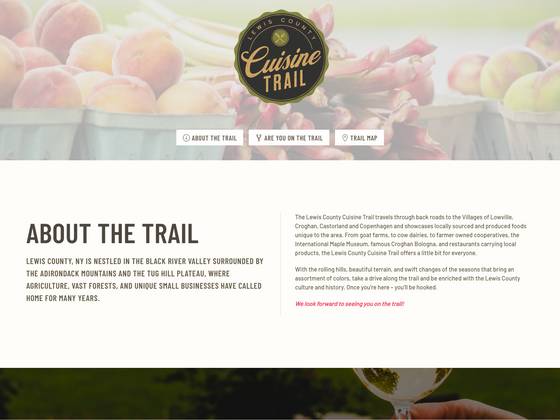 LEWIS COUNTY
Cuisine
TRAIL
ABOUT THE TRAIL
ARE YOU ON THE TRAIL
TRAIL MAP
ABOUT THE TRAIL
LEWIS COUNTY, NY IS NESTLED IN THE BLACK RIVER VALLEY SURROUNDED BY
THE ADIRONDACK MOUNTAINS AND THE TUG HILL PLATEAU, WHERE
AGRICULTURE, VAST FORESTS, AND UNIQUE SMALL BUSINESSES HAVE CALLED
HOME FOR MANY YEARS.
The Lewis County Cuisine Trail travels through back roads to the Villages of Lowville,
Croghan, Castorland and Copenhagen and showcases locally sourced and produced foods
unique to the area. From goat farms, to cow dairies, to farmer owned cooperatives, the
International Maple Museum, famous Croghan Bologna, and restaurants carrying local
products, the Lewis County Cuisine Trail offers a little bit for everyone.
With the rolling hills, beautiful terrain, and swift changes of the seasons that bring an
assortment of colors, take a drive along the trail and be enriched with the Lewis County
culture and history. Once you're here – you'll be hooked.
We look forward to seeing you on the trail!